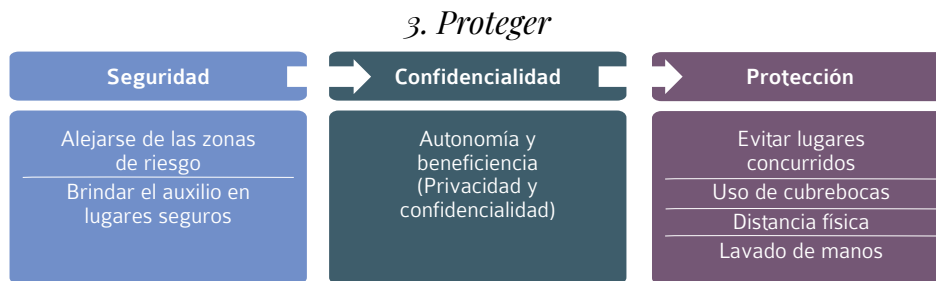 3. Proteger
Seguridad
Confidencialidad
Protección
Alejarse de las zonas
de riesgo
Brindar el auxilio en
lugares seguros
Autonomía y
beneficiencia
(Privacidad y
confidencialidad)
Evitar lugares
concurridos
Uso de cubrebocas
Distancia física
Lavado de manos